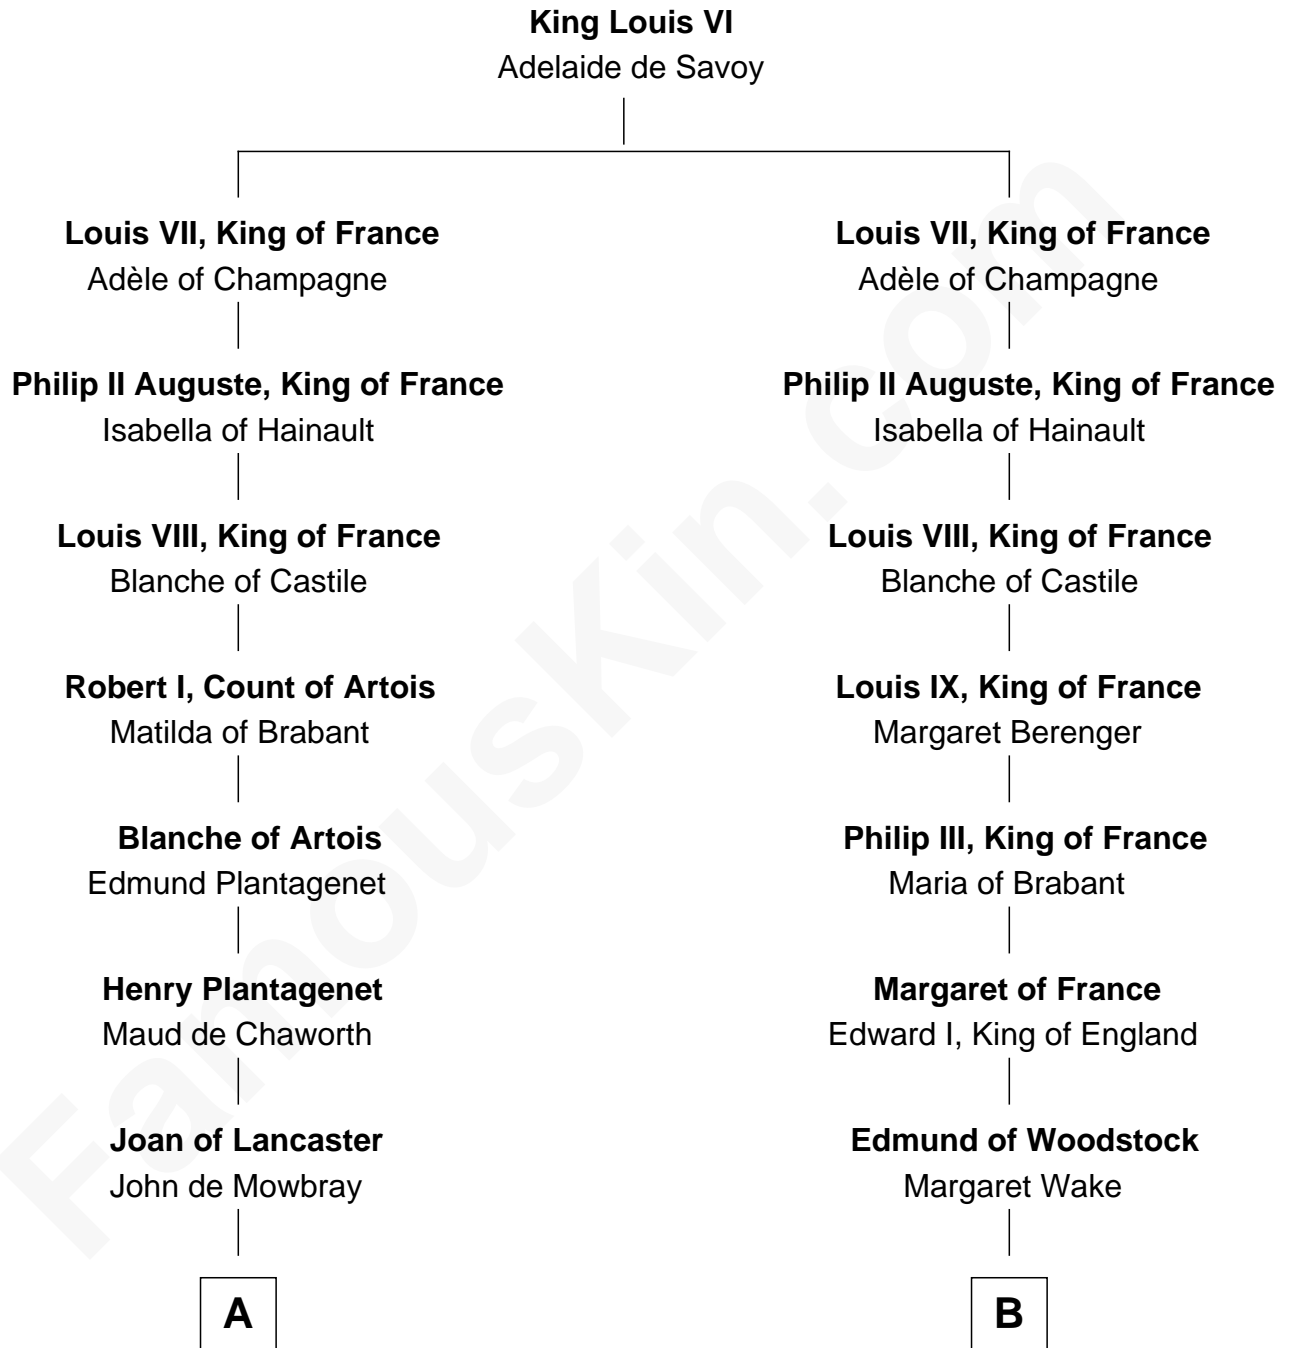 King Louis VI
Adelaide de Savoy
Louis VII, King of France
Adèle of Champagne
Louis VII, King of France
Adèle of Champagne
Philip II Auguste, King of France
Isabella of Hainault
Philip II Auguste, King of France
Isabella of Hainault
Louis VIII, King of France
Blanche of Castile
Louis VIII, King of France
Blanche of Castile
Robert I, Count of Artois
Matilda of Brabant
Louis IX, King of France
Margaret Berenger
Blanche of Artois
Edmund Plantagenet
Philip III, King of France
Maria of Brabant
Henry Plantagenet
Maud de Chaworth
Margaret of France
Edward I, King of England
Joan of Lancaster
John de Mowbray
Edmund of Woodstock
Margaret Wake
A
B
FamousKin.com